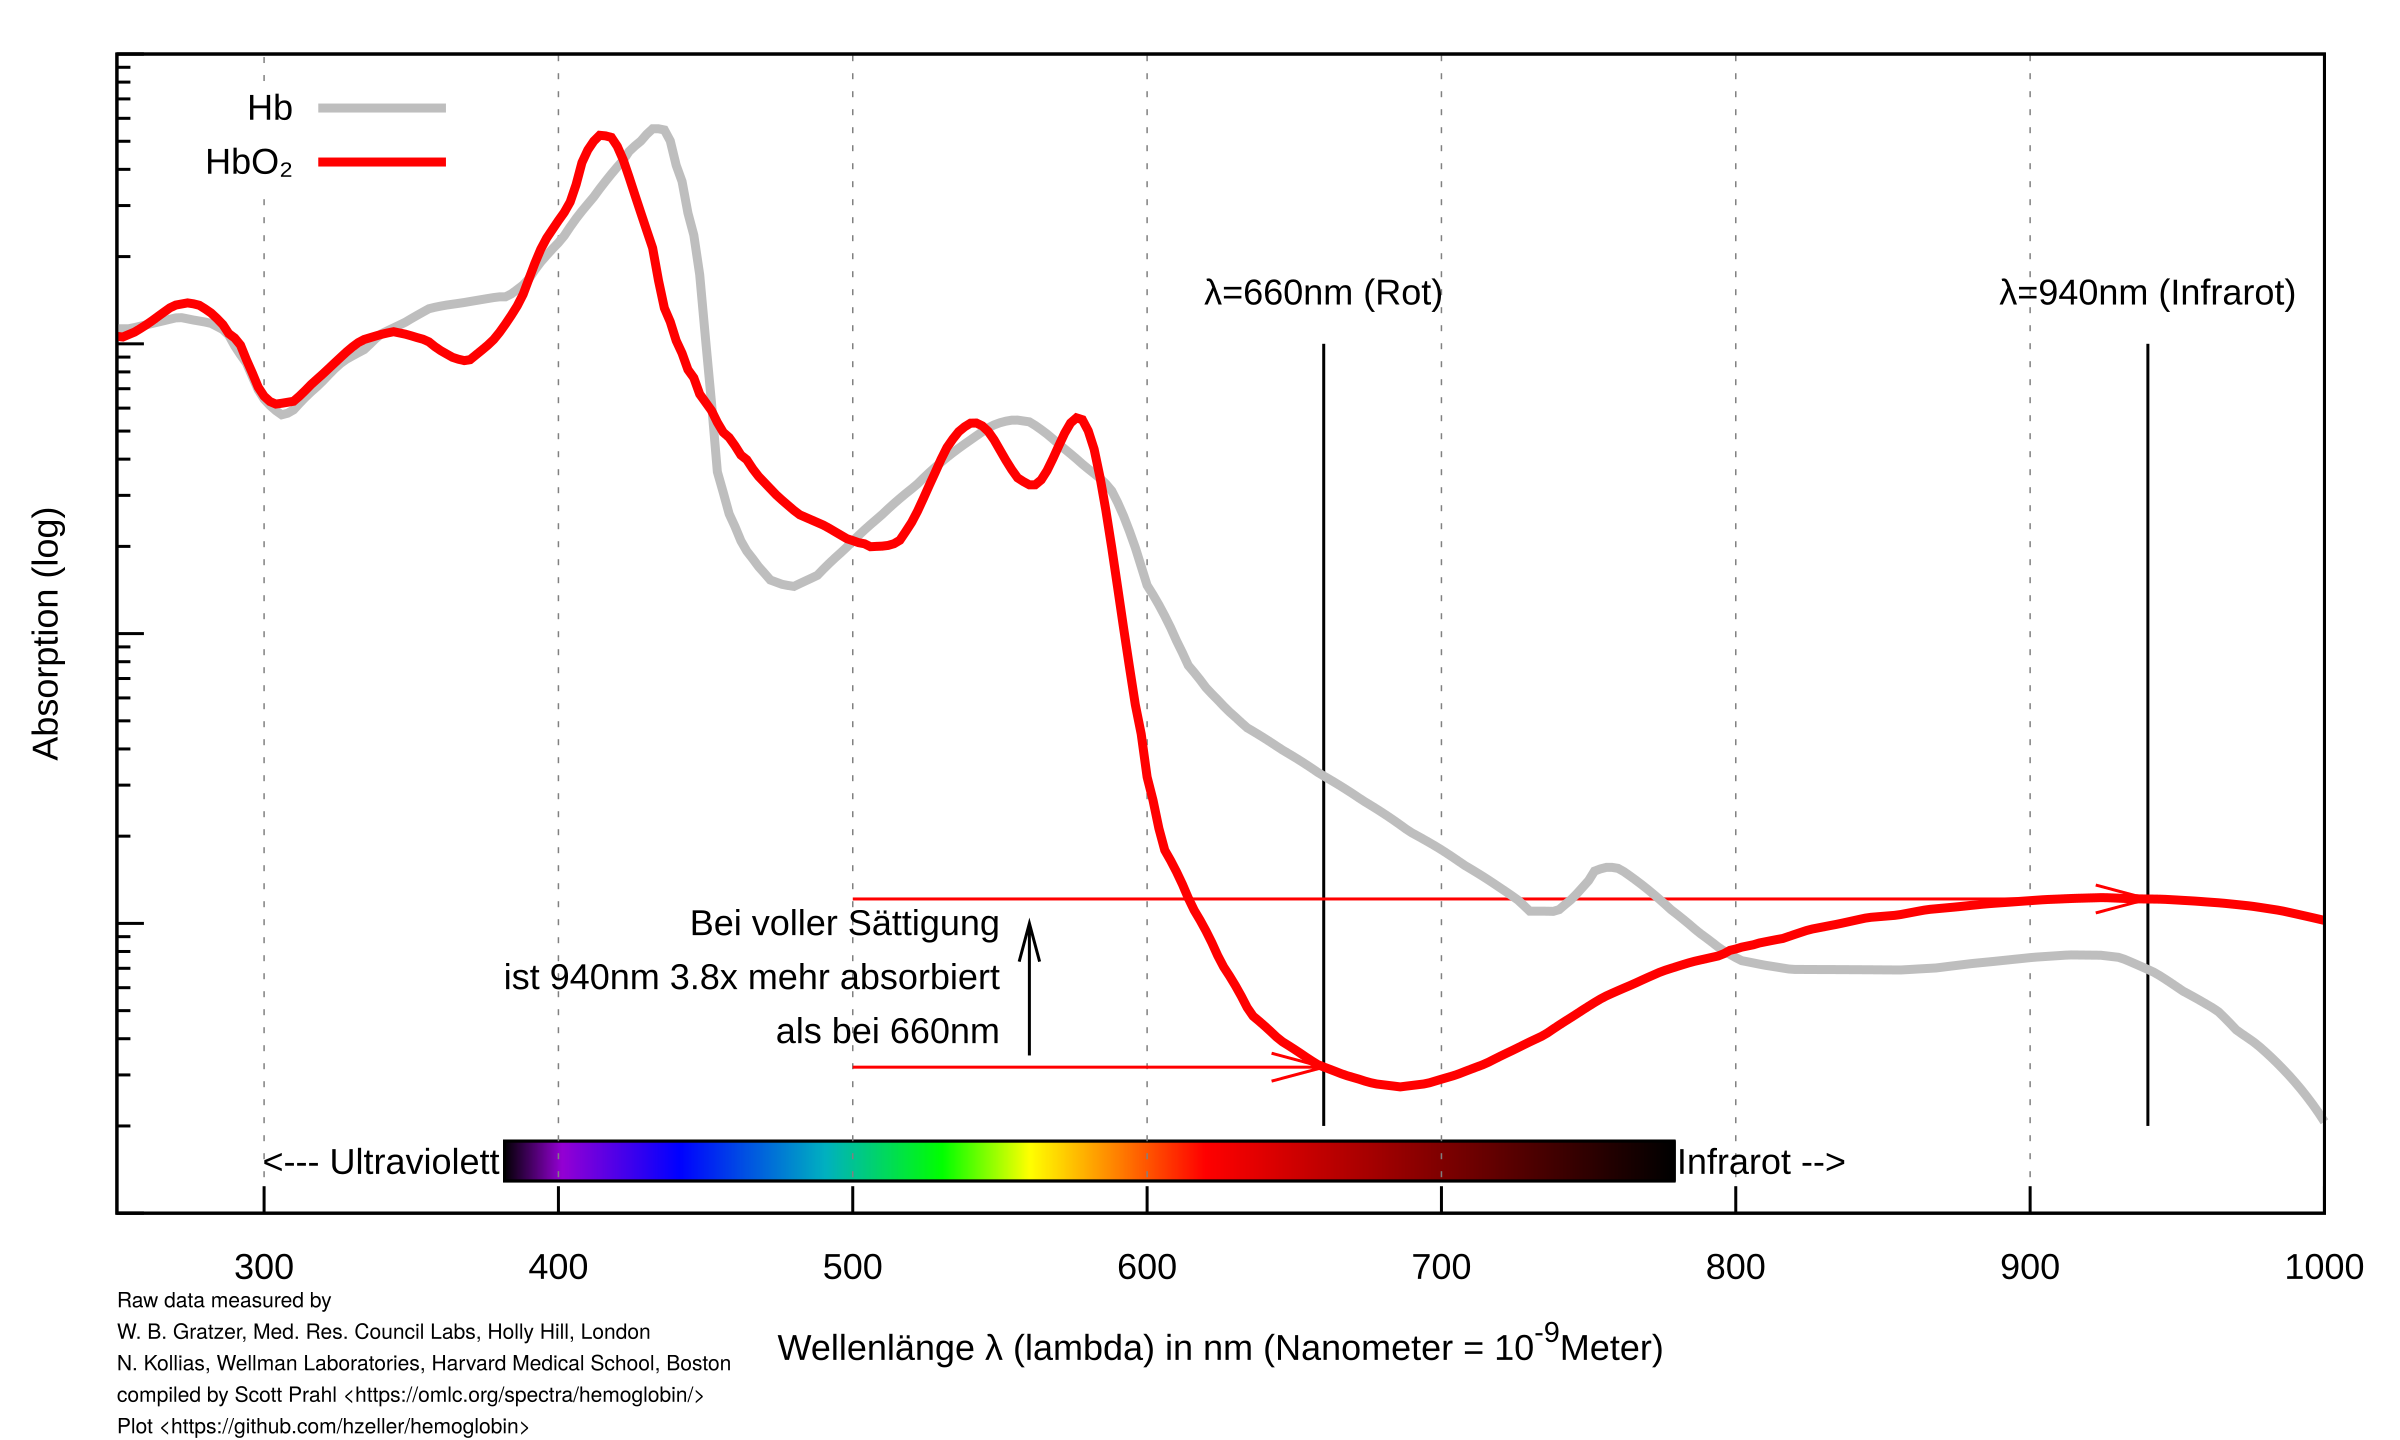 Hb
HbO₂
λ=660nm (Rot)
λ=940nm (Infrarot)
Absorption (log)
Bei voller Sättigung
ist 940nm 3.8x mehr absorbiert
als bei 660nm
<--- Ultraviolett
Infrarot -->
300 400 500 600 700 800 900 1000
Wellenlänge λ (lambda) in nm (Nanometer = 10⁻⁹Meter)
Raw data measured by
W. B. Gratzer, Med. Res. Council Labs, Holly Hill, London
N. Kollias, Wellman Laboratories, Harvard Medical School, Boston
compiled by Scott Prahl <https://omlc.org/spectra/hemoglobin/>
Plot <https://github.com/hzeller/hemoglobin>